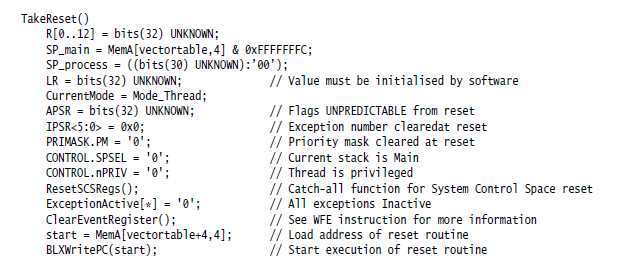 TakeReset()
R[0..12] = bits(32) UNKNOWN;
SP_main = MemA[vectortable,4] & 0xFFFFFFFC;
SP_process = ((bits(30) UNKNOWN):'00');
LR = bits(32) UNKNOWN; // Value must be initialised by software
CurrentMode = Mode_Thread;
APSR = bits(32) UNKNOWN; // Flags UNPREDICTABLE from reset
IPSR<5:0> = 0x0; // Exception number clearedat reset
PRIMASK.PM = '0'; // Priority mask cleared at reset
CONTROL.SPSEL = '0'; // Current stack is Main
CONTROL.nPRIV = '0'; // Thread is privileged
ResetSCSRegs(); // Catch-all function for System Control Space reset
ExceptionActive[*] = '0'; // All exceptions Inactive
ClearEventRegister(); // See WFE instruction for more information
start = MemA[vectortable+4,4]; // Load address of reset routine
BLXWritePC(start); // Start execution of reset routine